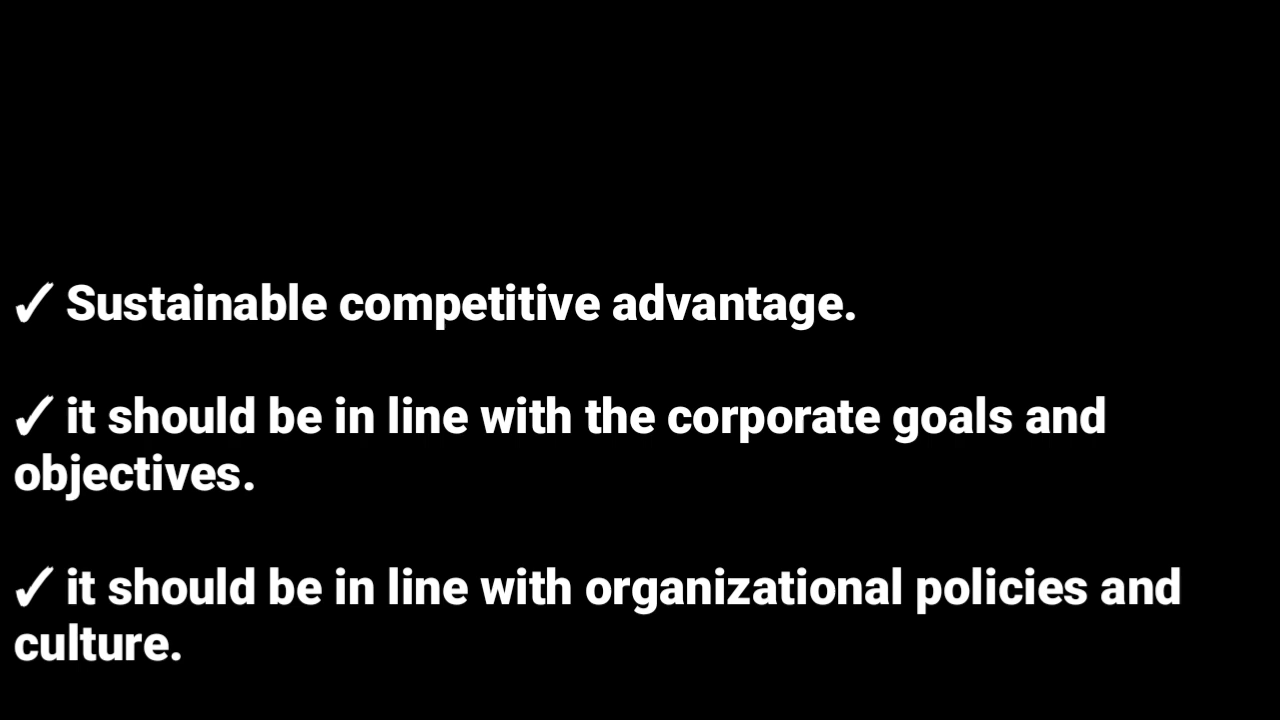 ✓ Sustainable competitive advantage.
✓ it should be in line with the corporate goals and
objectives.
✓ it should be in line with organizational policies and
culture.